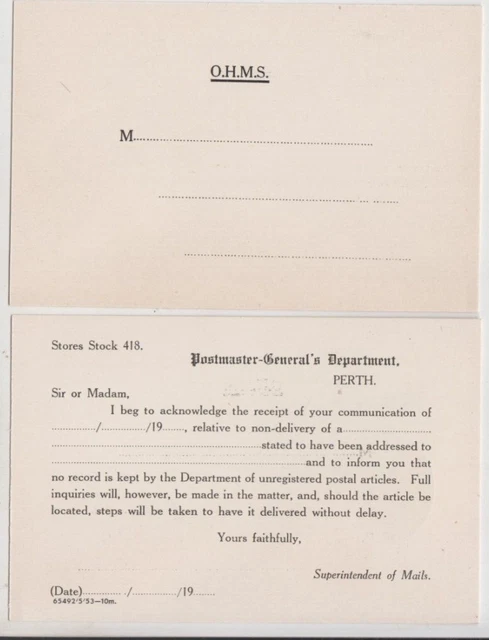 O.H.M.S.
M............................................................
............................................................
............................................................
Stores Stock 418.
Postmaster-General's Department,
PERTH.
Sir or Madam,
I beg to acknowledge the receipt of your communication of
............/............/19......, relative to non-delivery of a........................
............................................................stated to have been addressed to
............................................................and to inform you that
no record is kept by the Department of unregistered postal articles. Full
inquiries will, however, be made in the matter, and, should the article be
located, steps will be taken to have it delivered without delay.
Yours faithfully,
Superintendent of Mails.
(Date)............/............/19......
65492/5/53—10m.